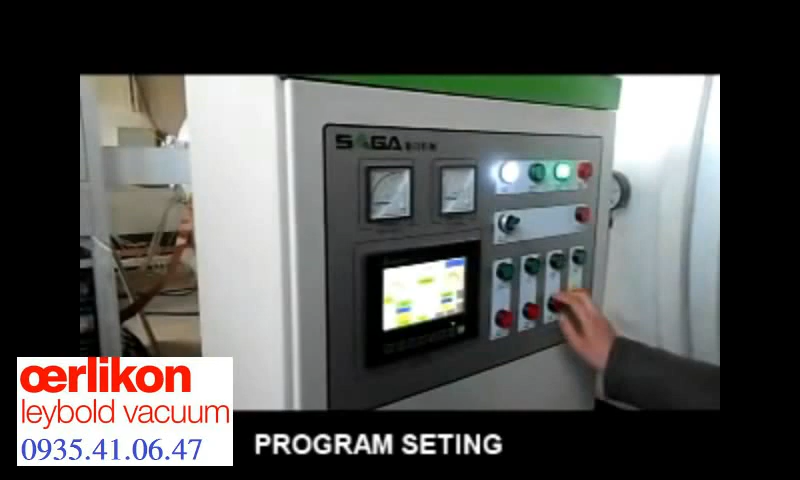 SAGA
œrlikon
leybold vacuum
0935.41.06.47
PROGRAM SETING